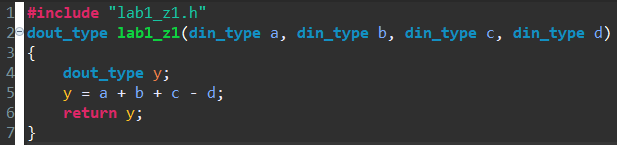 1 #include "lab1_z1.h"
2 dout_type lab1_z1(din_type a, din_type b, din_type c, din_type d)
3 {
4     dout_type y;
5     y = a + b + c - d;
6     return y;
7 }